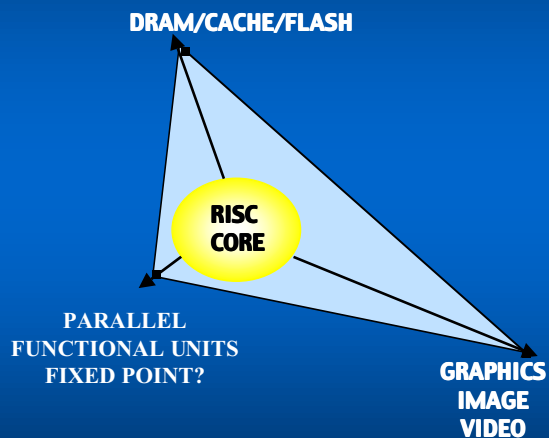 DRAM/CACHE/FLASH
RISC
CORE
PARALLEL
FUNCTIONAL UNITS
FIXED POINT?
GRAPHICS
IMAGE
VIDEO